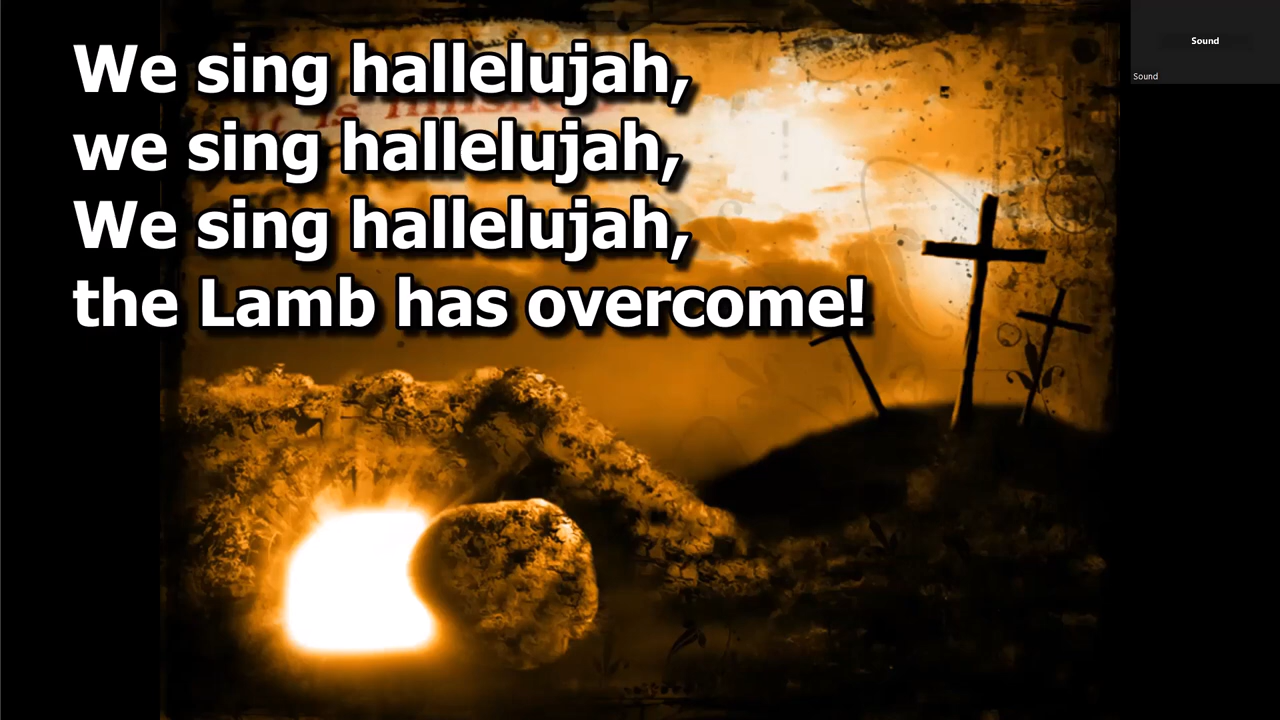 We sing hallelujah,
we sing hallelujah,
We sing hallelujah,
the Lamb has overcome!
Sound
Sound